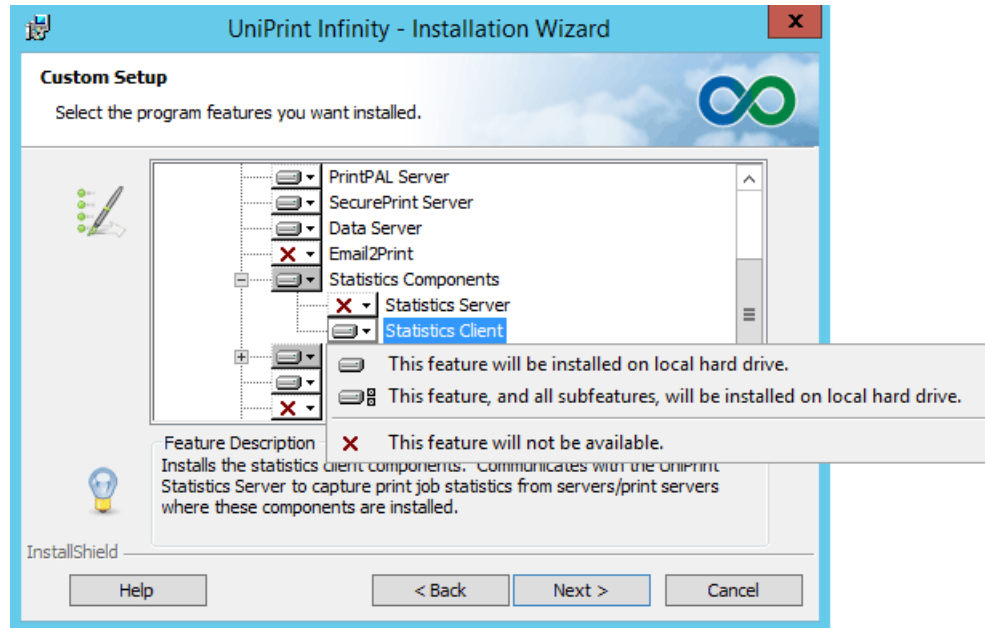 UniPrint Infinity - Installation Wizard
x
Custom Setup
Select the program features you want installed.
PrintPAL Server
SecurePrint Server
Data Server
Email2Print
Statistics Components
Statistics Server
Statistics Client
This feature will be installed on local hard drive.
This feature, and all subfeatures, will be installed on local hard drive.
This feature will not be available.
Feature Description
Installs the statistics client components. Communicates with the UniPrint
Statistics Server to capture print job statistics from servers/print servers
where these components are installed.
InstallShield
Help
< Back
Next >
Cancel